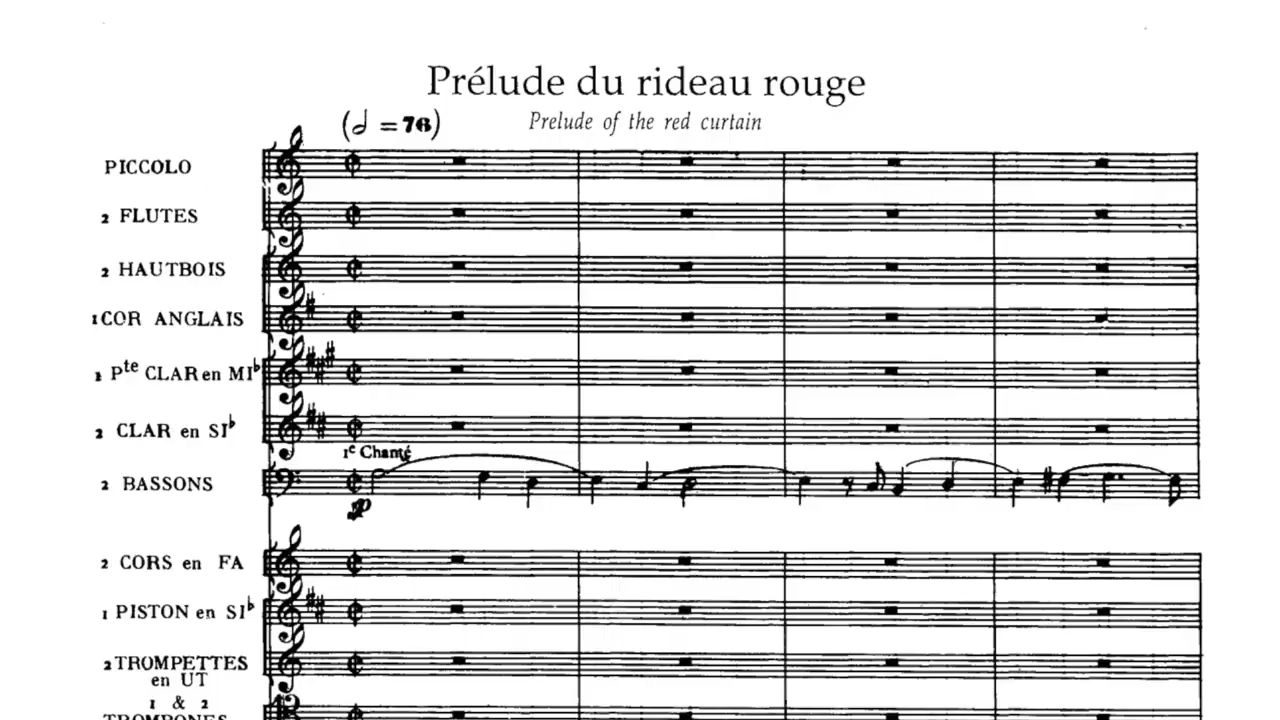 Prélude du rideau rouge
Prelude of the red curtain
(𝅗𝅥 = 76)
PICCOLO
2 FLUTES
2 HAUTBOIS
1 COR ANGLAIS
1 Pte CLAR en MI♭
2 CLAR en SI♭
1e Chanté
2 BASSONS
p
2 CORS en FA
1 PISTON en SI♭
2 TROMPETTES
en UT
1 & 2
TROMBONES